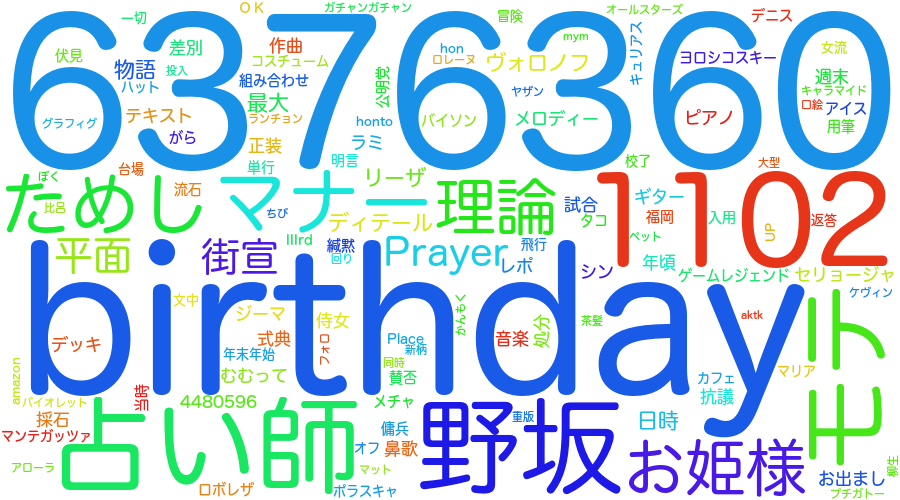 63763360
birthday
1102
占い師
野坂
ためし
マナー
理論
街宣
平面
Prayer
お姫様
出子
物語
差別
一切
伏見
ハット
投入
グラフィグ
テキスト
がら
OK
作曲
コスチューム
組み合わせ
最大
ランチョン
正装
単行
台場
流石
ぼく
比呂
ちび
ガチャンガチャン
公明党
honto
ラミ
明言
リーザ
ディテール
hon
ロレーヌ
冒険
ヴォロノフ
ヤザン
バイソン
メロディー
mym
オールスターズ
キュリアス
デニス
ヨロシコスキー
女流
週末
キャラマイド
口絵
アイス
用筆
ピアノ
校了
大型
試合
タコ
ギター
福岡
入用
UP
返答
ペット
飛行
レポ
シン
年頃
ゲームレジェンド
セリョージャ
ケヴィン
IIIrd
緘黙
回り
文中
ジーマ
侍女
式典
フォロ
年末年始
むむって
デッキ
amazon
バイオレット
当時
採石
マンテガッツァ
アローラ
4480596
ロボレザ
Place
新柄
同時
賛否
かんもく
音楽
処分
茶髪
aktk
メチャ
傭兵
オフ
鼻歌
マット
ポラスキャ
重版
カフェ
抗議
マリア
日時
お出まし
プチガトー
柳生